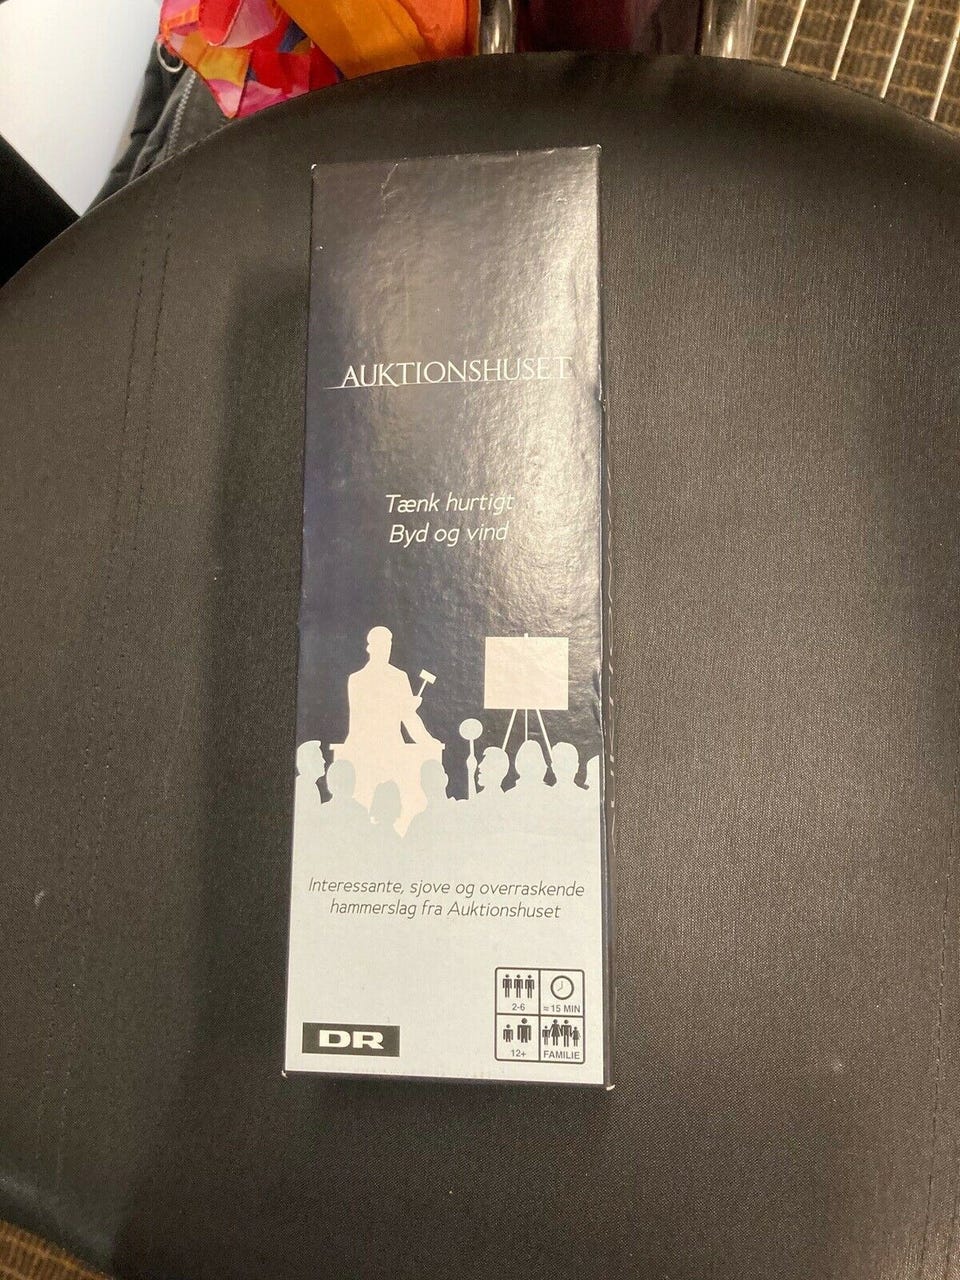 AUKTIONSHUSET
Tænk hurtigt
Byd og vind
Interessante, sjove og overraskende
hammerslag fra Auktionshuset
2-6
≈ 15 MIN
12+
FAMILIE
DR